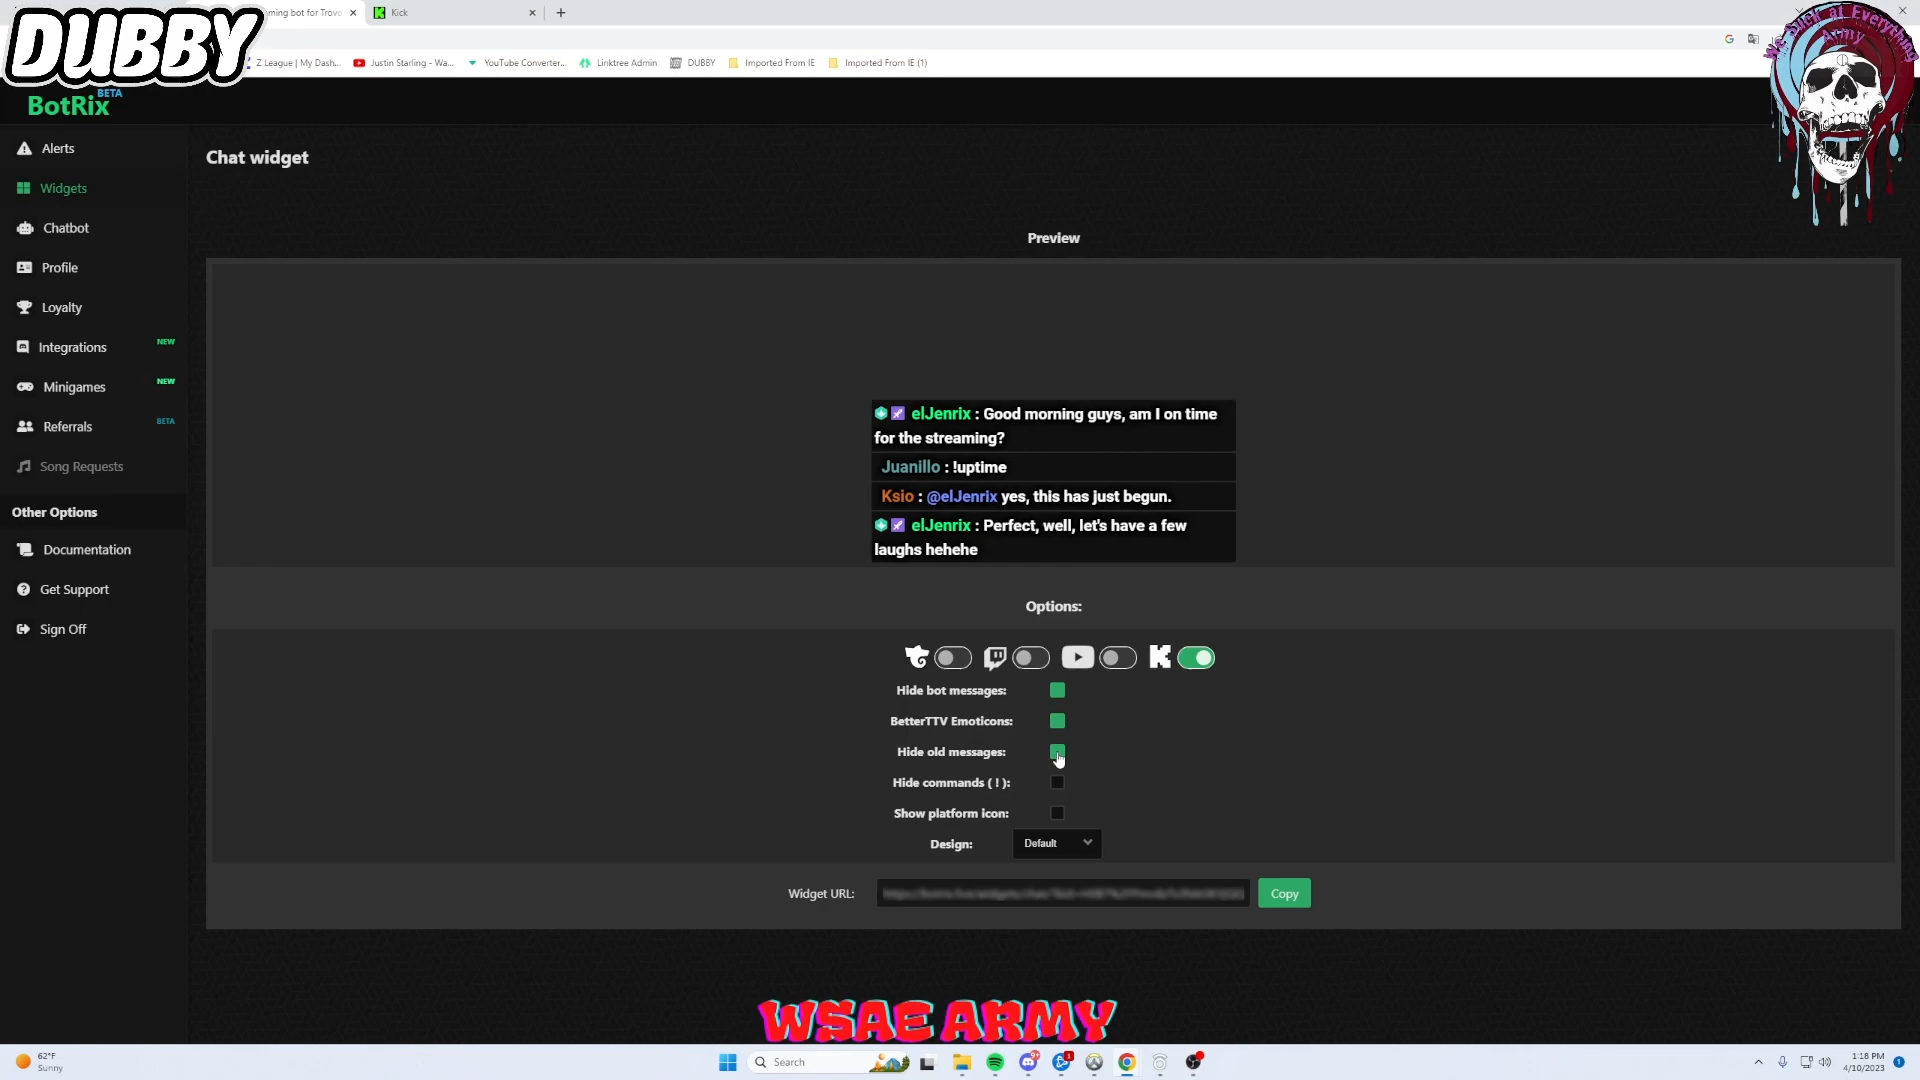 DUBBY
ming bot for Trovo
Kick
Z League | My Dash...
Justin Starling - Wa...
YouTube Converter...
Linktree Admin
DUBBY
Imported From IE
Imported From IE (1)
We Suck at Everything
Army
BotRix BETA
Alerts
Widgets
Chatbot
Profile
Loyalty
Integrations NEW
Minigames NEW
Referrals BETA
Song Requests
Other Options
Documentation
Get Support
Sign Off
Chat widget
Preview
elJenrix : Good morning guys, am I on time
for the streaming?
Juanillo : !uptime
Ksio : @elJenrix yes, this has just begun.
elJenrix : Perfect, well, let's have a few
laughs hehehe
Options:
Hide bot messages:
BetterTTV Emoticons:
Hide old messages:
Hide commands ( ! ):
Show platform icon:
Design: Default
Widget URL: Copy
WSAE ARMY
62°F
Sunny
Search
1:18 PM
4/10/2023